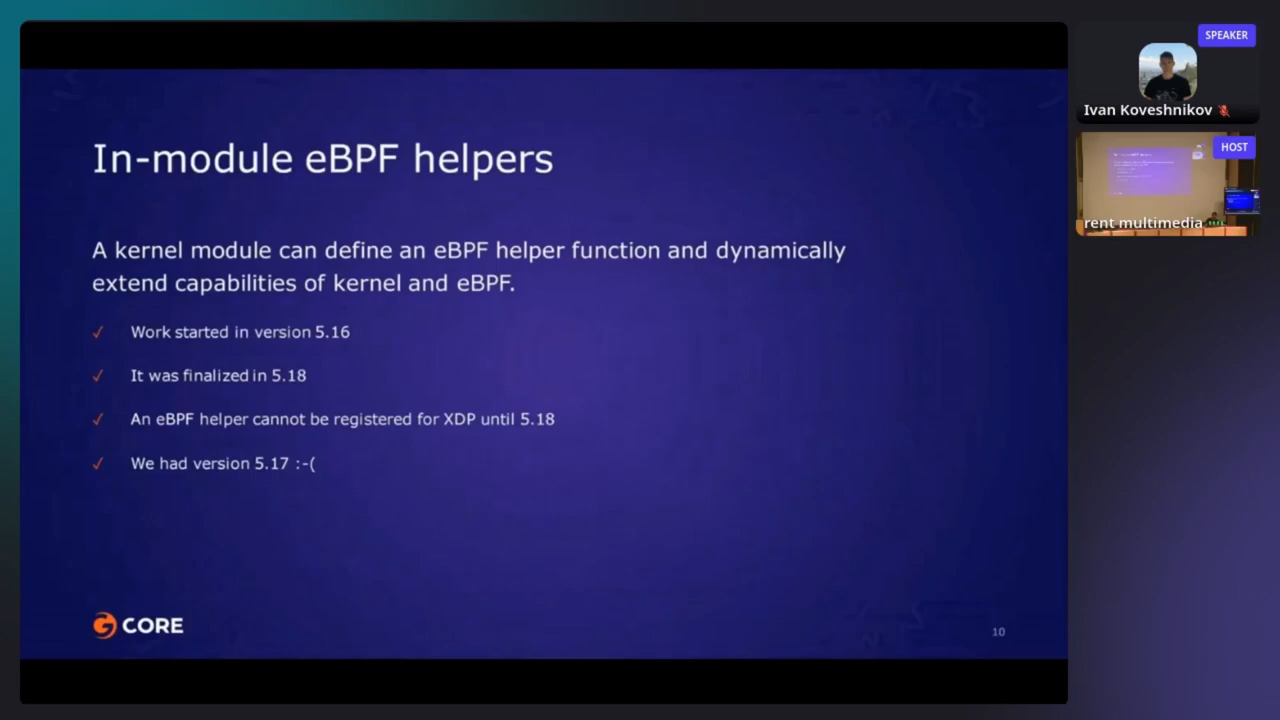 In-module eBPF helpers
A kernel module can define an eBPF helper function and dynamically
extend capabilities of kernel and eBPF.
✓ Work started in version 5.16
✓ It was finalized in 5.18
✓ An eBPF helper cannot be registered for XDP until 5.18
✓ We had version 5.17 :-(
G CORE
10
SPEAKER
Ivan Koveshnikov
HOST
rent multimedia